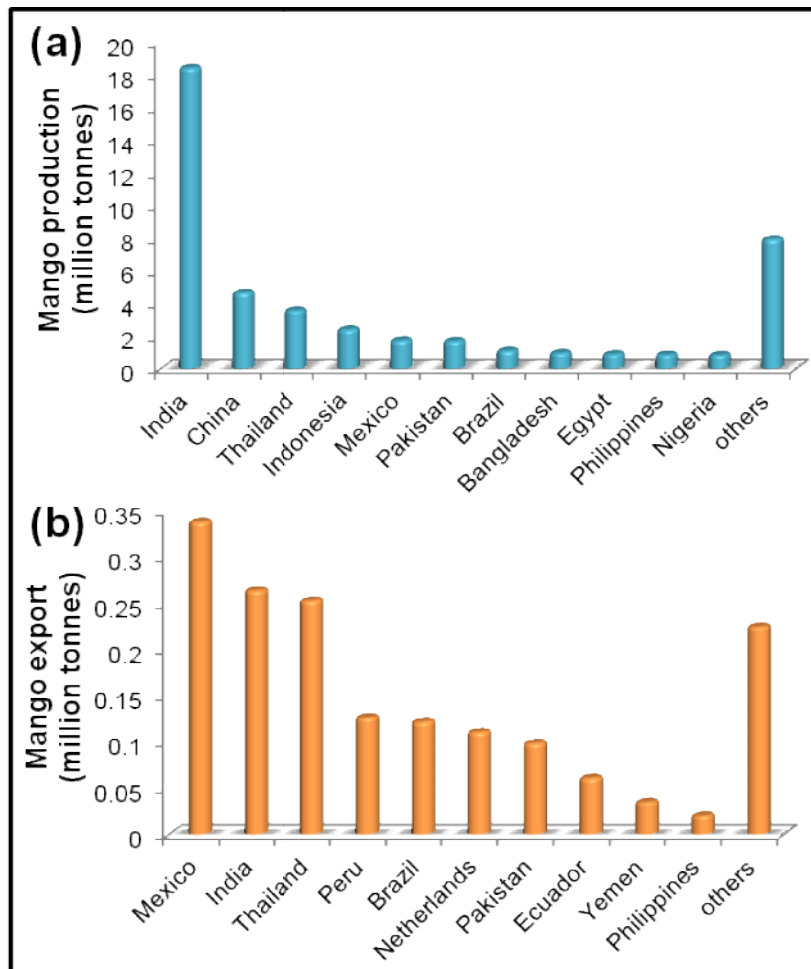 (a)
Mango production
(million tonnes)
20
18
16
14
12
10
8
6
4
2
0
India
China
Thailand
Indonesia
Mexico
Pakistan
Brazil
Bangladesh
Egypt
Philippines
Nigeria
others
(b)
Mango export
(million tonnes)
0.35
0.3
0.25
0.2
0.15
0.1
0.05
0
Mexico
India
Thailand
Peru
Brazil
Netherlands
Pakistan
Ecuador
Yemen
Philippines
others